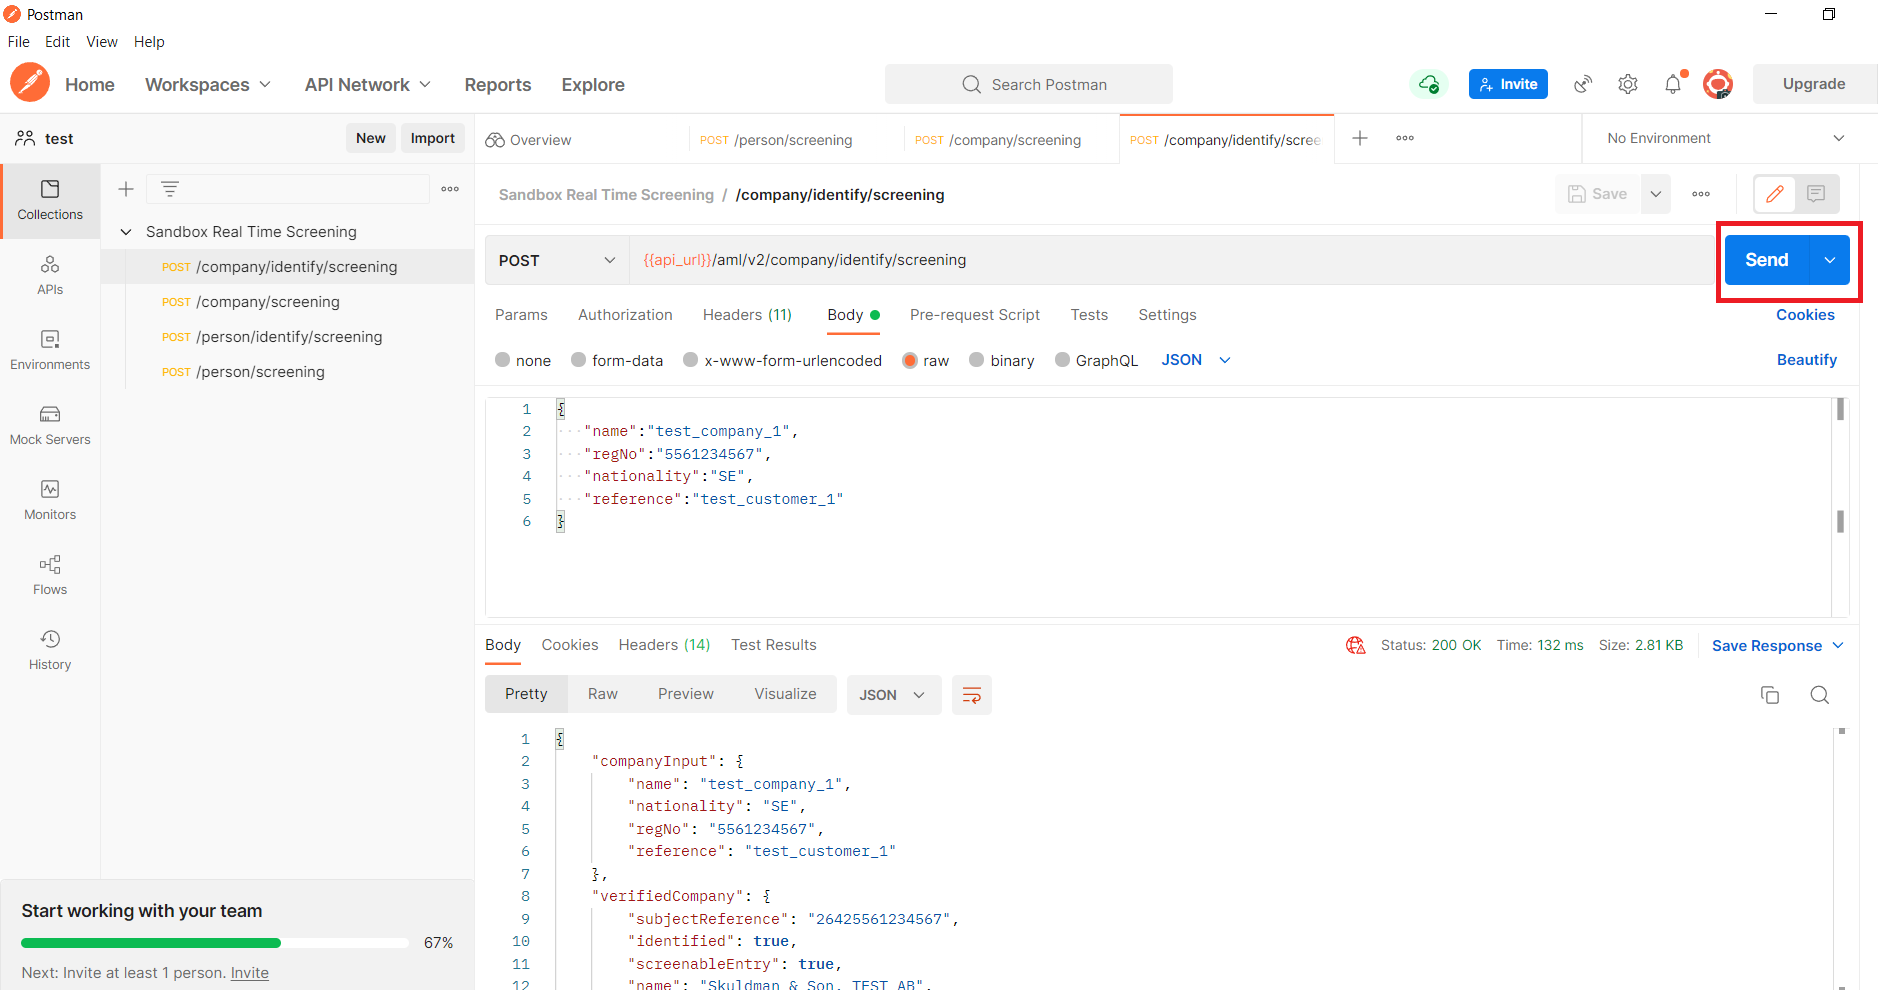 Postman
File Edit View Help
Home Workspaces API Network Reports Explore Search Postman Invite Upgrade
test New Import
Overview POST /person/screening POST /company/screening POST /company/identify/scree No Environment
Collections
APIs
Environments
Mock Servers
Monitors
Flows
History
Sandbox Real Time Screening
POST /company/identify/screening
POST /company/screening
POST /person/identify/screening
POST /person/screening
Start working with your team
67%
Next: Invite at least 1 person. Invite
Sandbox Real Time Screening / /company/identify/screening Save
POST {{api_url}}/aml/v2/company/identify/screening Send
Params Authorization Headers (11) Body Pre-request Script Tests Settings Cookies
none form-data x-www-form-urlencoded raw binary GraphQL JSON Beautify
1 {
2 "name":"test_company_1",
3 "regNo":"5561234567",
4 "nationality":"SE",
5 "reference":"test_customer_1"
6 }
Body Cookies Headers (14) Test Results Status: 200 OK Time: 132 ms Size: 2.81 KB Save Response
Pretty Raw Preview Visualize JSON
1 {
2 "companyInput": {
3 "name": "test_company_1",
4 "nationality": "SE",
5 "regNo": "5561234567",
6 "reference": "test_customer_1"
7 },
8 "verifiedCompany": {
9 "subjectReference": "26425561234567",
10 "identified": true,
11 "screenableEntry": true,
12 "name": "Skuldman & Son, TEST AB",